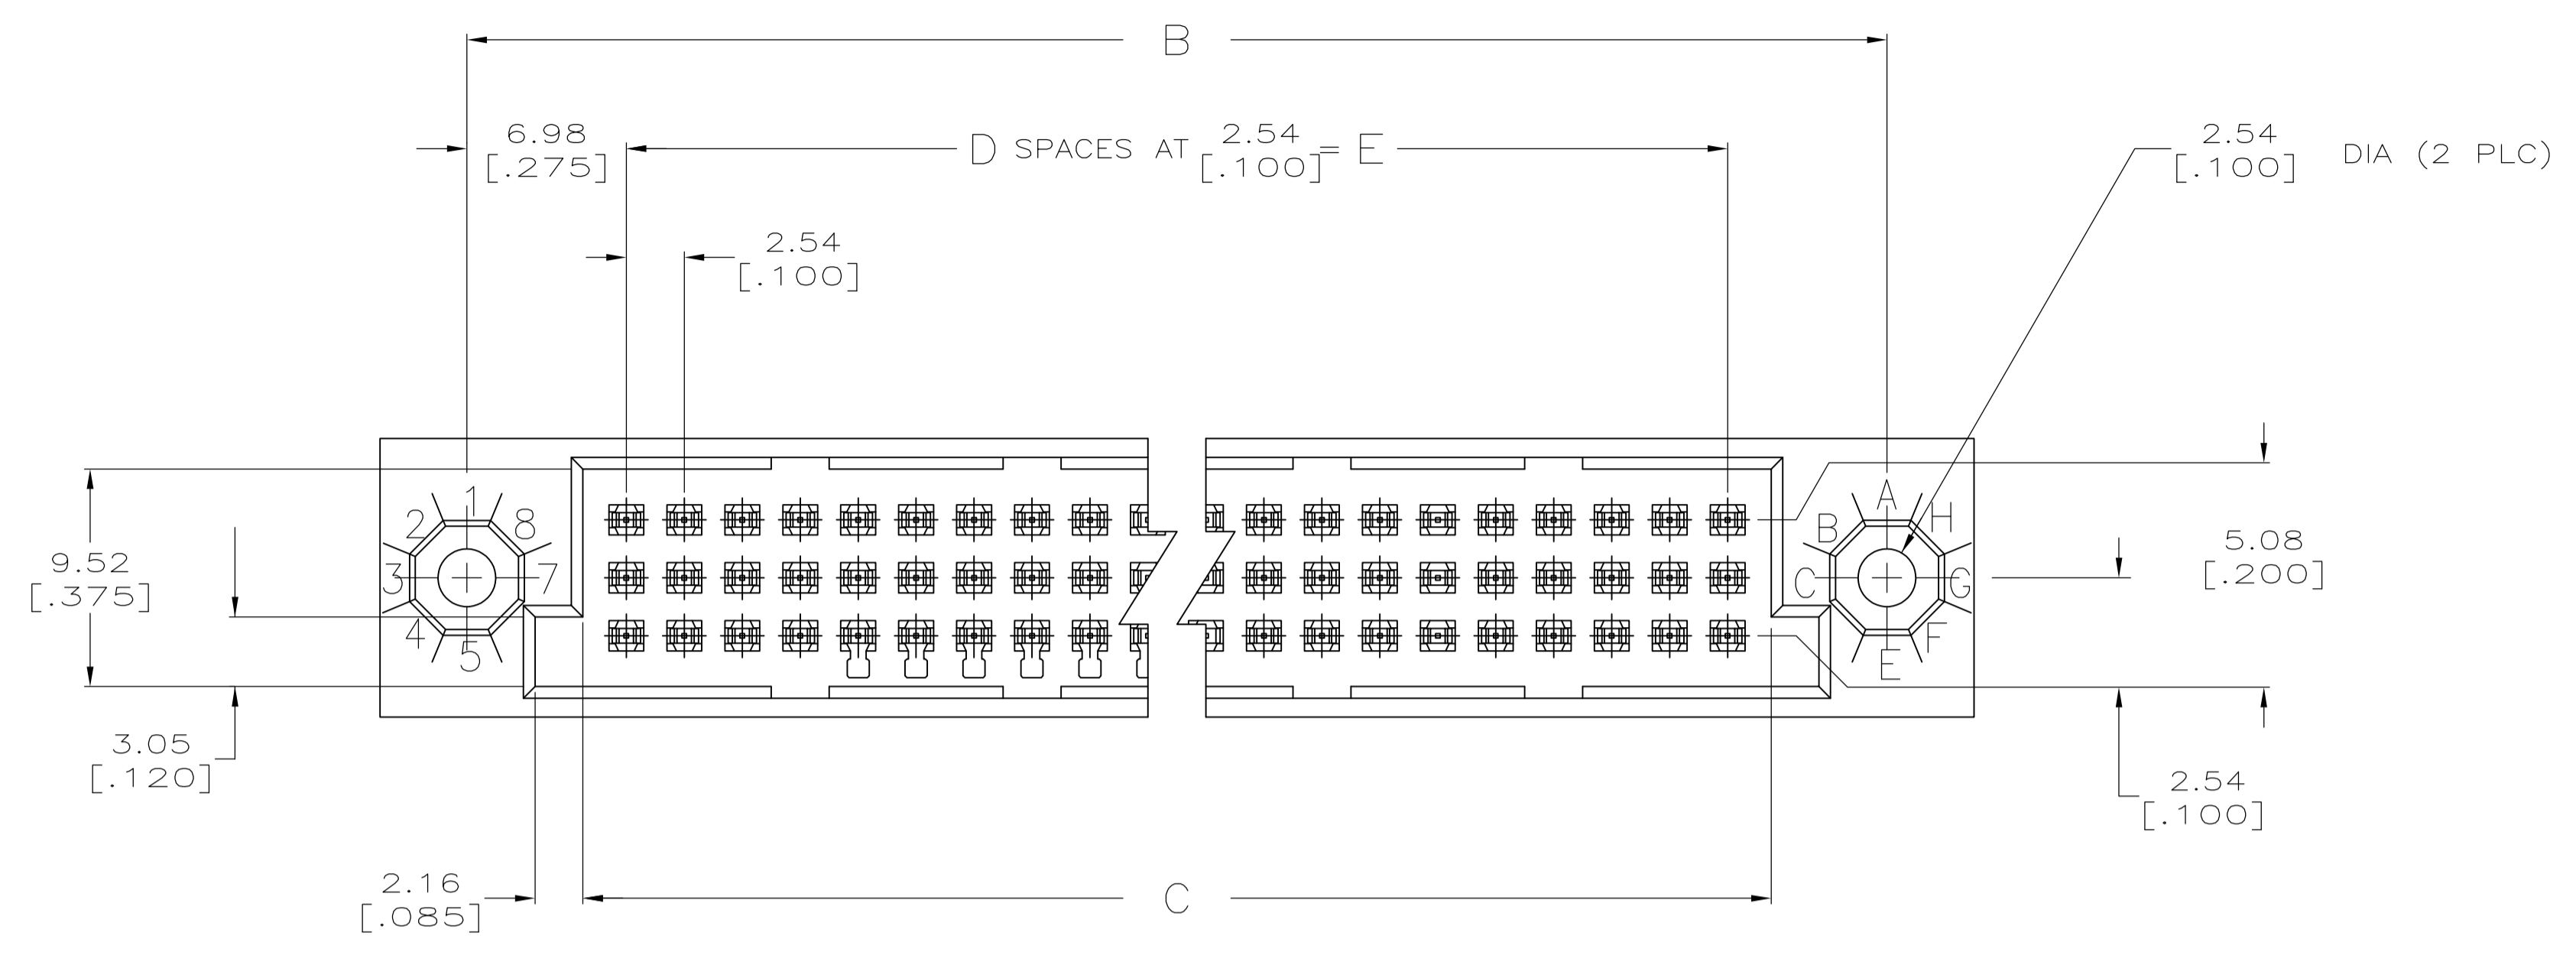 B
6.98
[.275]
D SPACES AT 2.54 [.100] = E
2.54
[.100]
DIA (2 PLC)
2.54
[.100]
1
2
8
3
7
4
5
A
B
H
C
G
F
E
9.52
[.375]
5.08
[.200]
3.05
[.120]
2.54
[.100]
2.16
[.085]
C